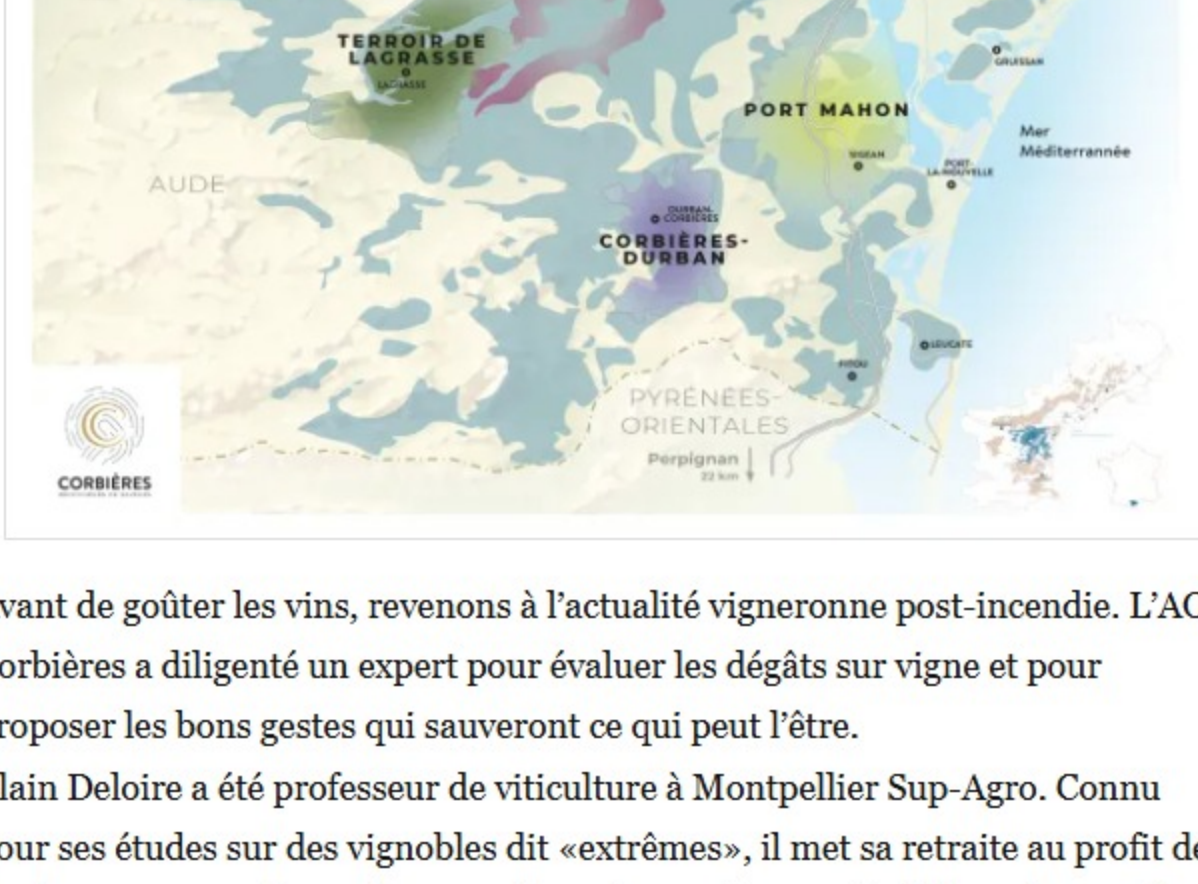 TERROIR DE
LAGRASSE
LAGRASSE
GRUISSAN
PORT MAHON
Mer
Méditerrannée
SIGEAN
PORT-
LA-NOUVELLE
AUDE
DURBAN-
CORBIÈRES
CORBIÈRES-
DURBAN
LEUCATE
FITOU
PYRÉNÉES-
ORIENTALES
Perpignan
22 km
CORBIÈRES
vant de goûter les vins, revenons à l’actualité vigneronne post-incendie. L’AO
orbières a diligenté un expert pour évaluer les dégâts sur vigne et pour
roposer les bons gestes qui sauveront ce qui peut l’être.
lain Deloire a été professeur de viticulture à Montpellier Sup-Agro. Connu
our ses études sur des vignobles dit «extrêmes», il met sa retraite au profit de